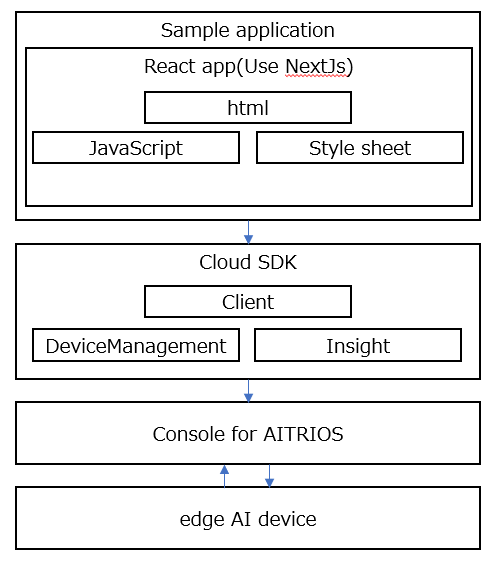 Sample application
React app(Use NextJs)
html
JavaScript
Style sheet
Cloud SDK
Client
DeviceManagement
Insight
Console for AITRIOS
edge AI device